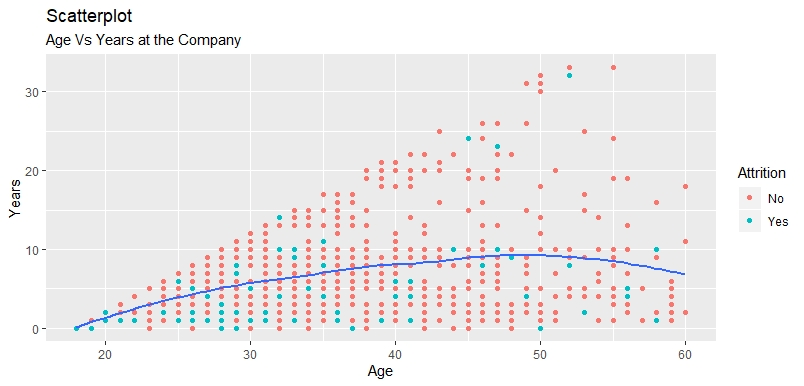 Scatterplot
Age Vs Years at the Company
30
20
10
0
Years
20
30
40
50
60
Age
Attrition
No
Yes